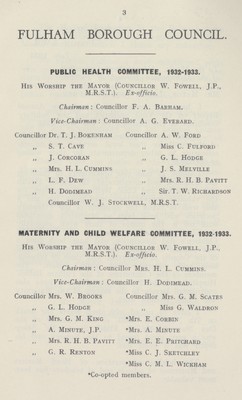 3
FULHAM BOROUGH COUNCIL.
PUBLIC HEALTH COMMITTEE, 1932-1933.
HIS WORSHIP THE MAYOR (COUNCILLOR W. FOWELL, J.P.,
M.R.S.T.). Ex-officio.
Chairman: Councillor F. A. BARHAM.
Vice-Chairman: Councillor A. G. EVERARD.
Councillor Dr. T. J. BOKENHAM Councillor A. W. FORD
„ S. T. CAVE „ Miss C. FULFORD
„ J. CORCORAN „ G. L. HODGE
„ Mrs. H. L. CUMMINS „ J. S. MELVILLE
„ L. F. DEW „ Mrs. R. H. B. PAVITT
„ H. DODIMEAD „ Sir. T. W. RICHARDSON
Councillor W. J. STOCKWELL, M.R.S.T.
MATERNITY AND CHILD WELFARE COMMITTEE, 1932-1933.
HIS WORSHIP THE MAYOR (COUNCILLOR W. FOWELL, J.P.,
M.R.S.T.). Ex-officio.
Chairman: Councillor MRS. H. L. CUMMINS.
Vice-Chairman: Councillor H. DODIMEAD.
Councillor Mrs. W. BROOKS Councillor Mrs. G. M. SCATES
„ G. L. HODGE „ Miss G. WALDRON
„ Mrs. G. M. KING *Mrs. E. CORBIN
„ A. MINUTE, J.P. *Mrs. A. MINUTE
„ Mrs. R. H. B. PAVITT *Mrs. E. E. PRITCHARD
„ G. R. RENTON *Miss C. J. SKETCHLEY
*Miss C. M. L. WICKHAM
*Co-opted members.